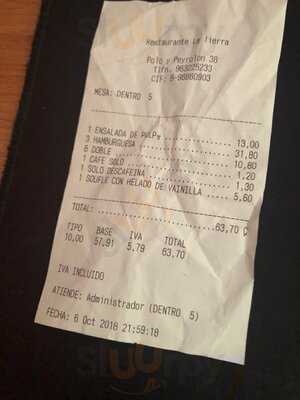 Restaurante La Tierra
Polo y Peyrolon 38
Tlfn. 963025233
CIF: B-98860903
MESA: DENTRO 5
1 ENSALADA DE PULPo 13,00
3 HAMBURGUESA 31,80
6 DOBLE 10,80
1 CAFE SOLO 1,20
1 SOLO DESCAFEINA 1,30
1 SOUFLE CON HELADO DE VAINILLA 5,60
TOTAL: 63,70 €
TIPO BASE IVA TOTAL
10,00 57,91 5,79 63,70
IVA INCLUIDO
ATIENDE: Administrador (DENTRO 5)
FECHA: 6 Oct 2018 21:59:18